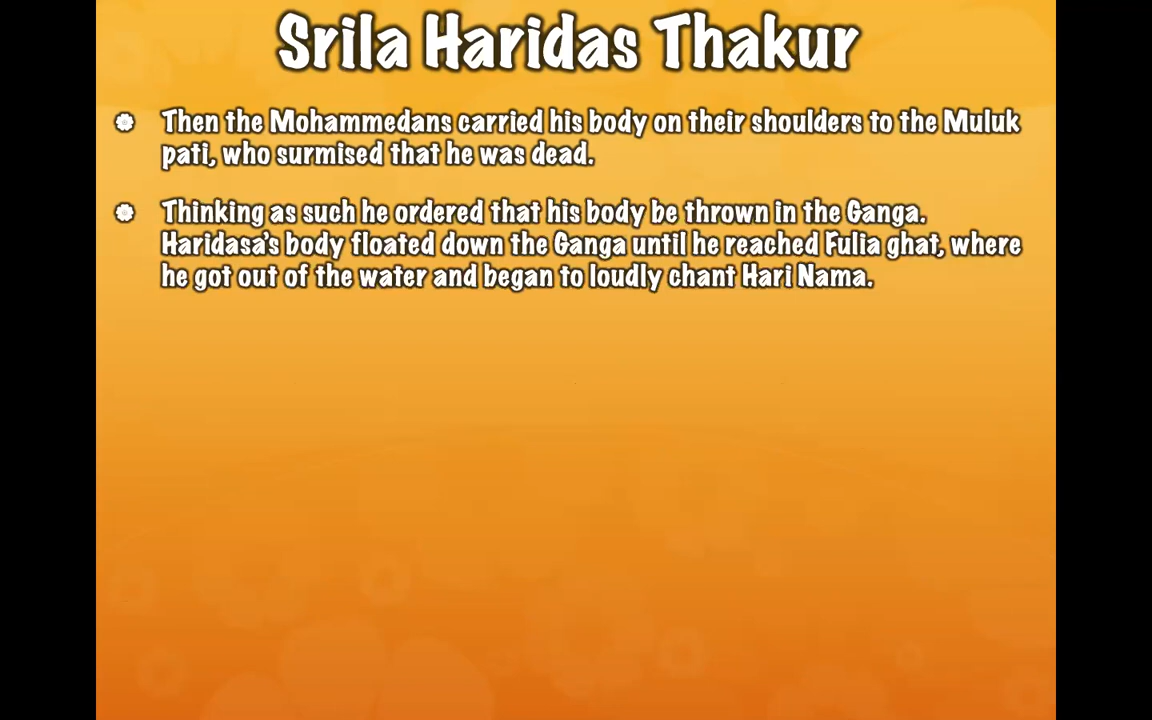 Srila Haridas Thakur
Then the Mohammedans carried his body on their shoulders to the Muluk
pati, who surmised that he was dead.
Thinking as such he ordered that his body be thrown in the Ganga.
Haridasa's body floated down the Ganga until he reached Fulia ghat, where
he got out of the water and began to loudly chant Hari Nama.